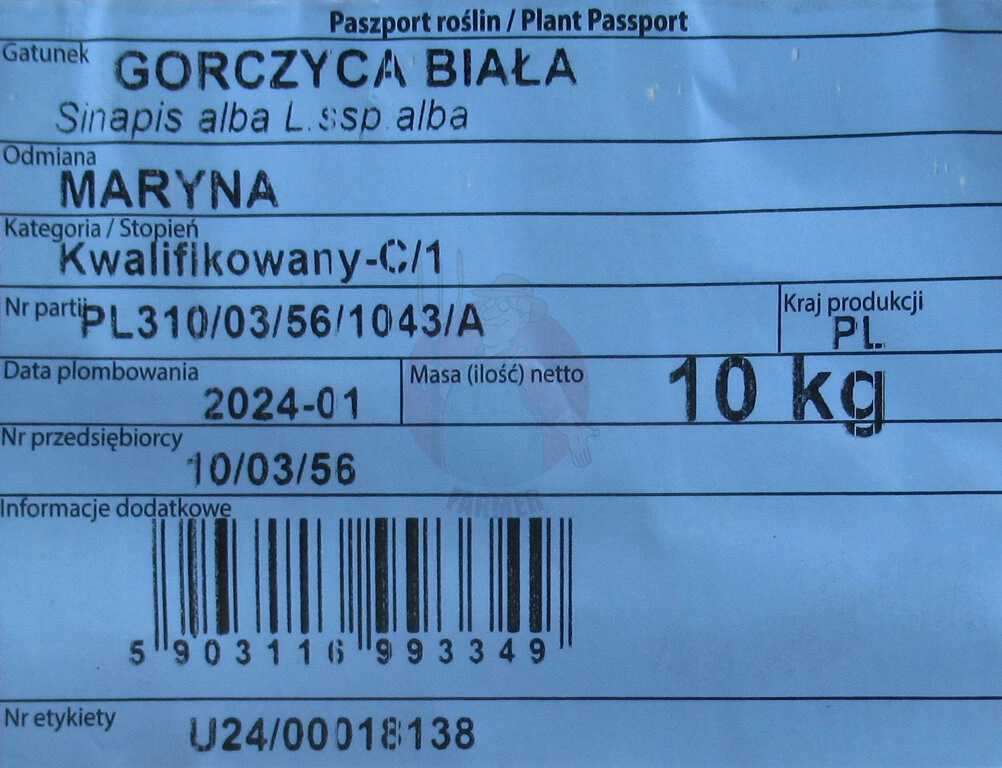 Paszport roślin / Plant Passport
Gatunek
GORCZYCA BIAŁA
Sinapis alba L. ssp. alba
Odmiana
MARYNA
Kategoria / Stopień
Kwalifikowany-C/1
Nr partii
PL310/03/56/1043/A
Kraj produkcji
PL
Data plombowania
2024-01
Masa (ilość) netto
10 kg
Nr przedsiębiorcy
10/03/56
Informacje dodatkowe
5 903116 993349
Nr etykiety
U24/00018138
FARMER